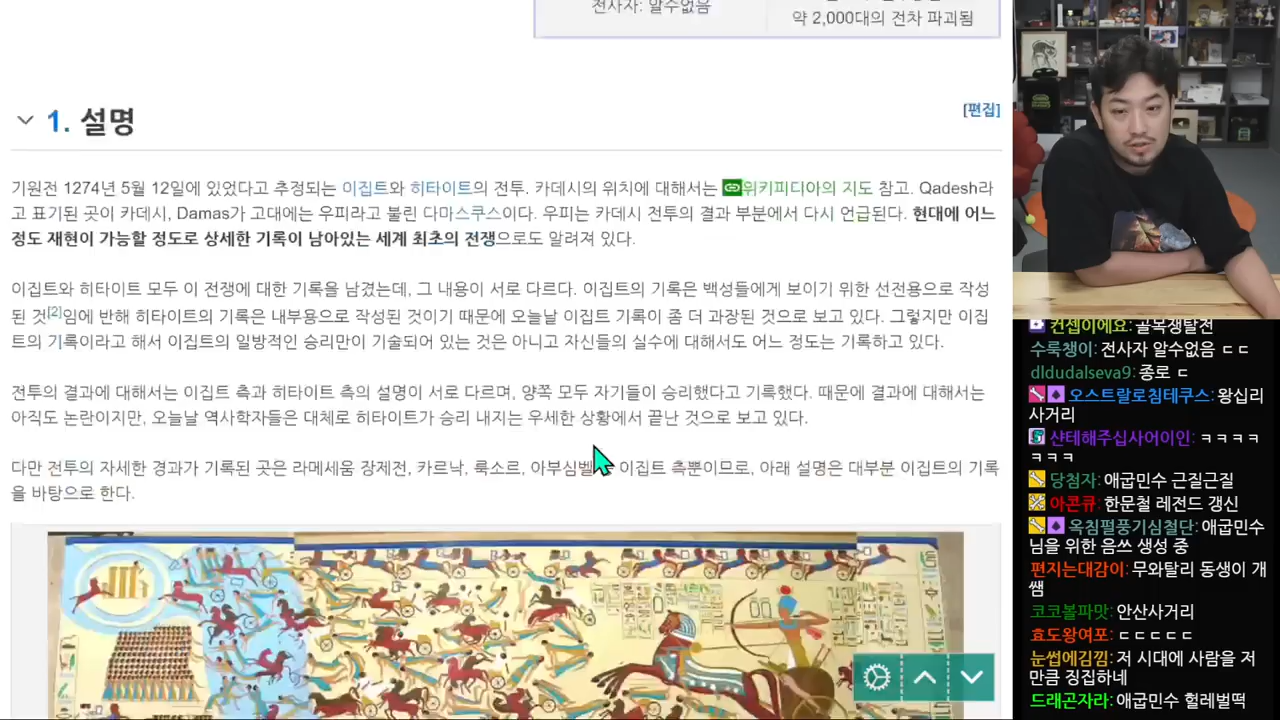 전사자: 알수없음
약 2,000대의 전차 파괴됨
1. 설명
[편집]
기원전 1274년 5월 12일에 있었다고 추정되는 이집트와 히타이트의 전투. 카데시의 위치에 대해서는 위키피디아의 지도 참고. Qadesh라
고 표기된 곳이 카데시, Damas가 고대에는 우피라고 불린 다마스쿠스이다. 우피는 카데시 전투의 결과 부분에서 다시 언급된다. 현대에 어느
정도 재현이 가능할 정도로 상세한 기록이 남아있는 세계 최초의 전쟁으로도 알려져 있다.
이집트와 히타이트 모두 이 전쟁에 대한 기록을 남겼는데, 그 내용이 서로 다르다. 이집트의 기록은 백성들에게 보이기 위한 선전용으로 작성
된 것[2]임에 반해 히타이트의 기록은 내부용으로 작성된 것이기 때문에 오늘날 이집트 기록이 좀 더 과장된 것으로 보고 있다. 그렇지만 이집
트의 기록이라고 해서 이집트의 일방적인 승리만이 기술되어 있는 것은 아니고 자신들의 실수에 대해서도 어느 정도는 기록하고 있다.
전투의 결과에 대해서는 이집트 측과 히타이트 측의 설명이 서로 다르며, 양쪽 모두 자기들이 승리했다고 기록했다. 때문에 결과에 대해서는
아직도 논란이지만, 오늘날 역사학자들은 대체로 히타이트가 승리 내지는 우세한 상황에서 끝난 것으로 보고 있다.
다만 전투의 자세한 경과가 기록된 곳은 라메세움 장제전, 카르낙, 룩소르, 아부심벨 이집트 측뿐이므로, 아래 설명은 대부분 이집트의 기록
을 바탕으로 한다.
컨셉이에요: 골목쟁탈전
수룩챙이: 전사자 알수없음 ㄷㄷ
dldudalseva9: 종로 ㄷ
오스트랄로침테쿠스: 왕십리
사거리
샨테해주십사어이인: ㅋㅋㅋㅋ
ㅋㅋㅋ
당첨자: 애굽민수 근질근질
아콘큐: 한문철 레전드 갱신
옥침필풍기심철단: 애굽민수
님을 위한 음쓰 생성 중
편지는대감이: 무와탈리 동생이 개
쌤
코코볼파맛: 안산사거리
효도왕여포: ㄷㄷㄷㄷㄷ
눈썹에김낌: 저 시대에 사람을 저
만큼 징집하네
드래곤자라: 애굽민수 헐레벌떡